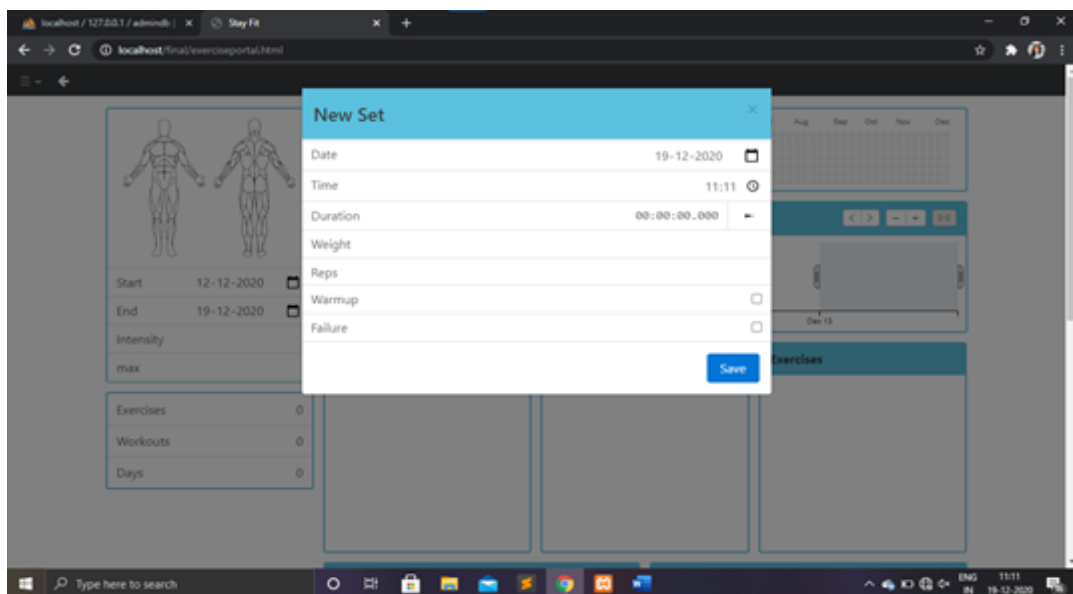 localhost / 127.0.0.1 / admindb |
Stay Fit
localhost/final/exerciseportal.html
New Set
Date 19-12-2020
Time 11:11
Duration 00:00:00.000
Weight
Reps
Warmup
Failure
Save
Start 12-12-2020
End 19-12-2020
Intensity
max
Exercises 0
Workouts 0
Days 0
Aug Sep Oct Nov Dec
Dec 13
Exercises
Type here to search
ENG 11:11
IN 19-12-2020